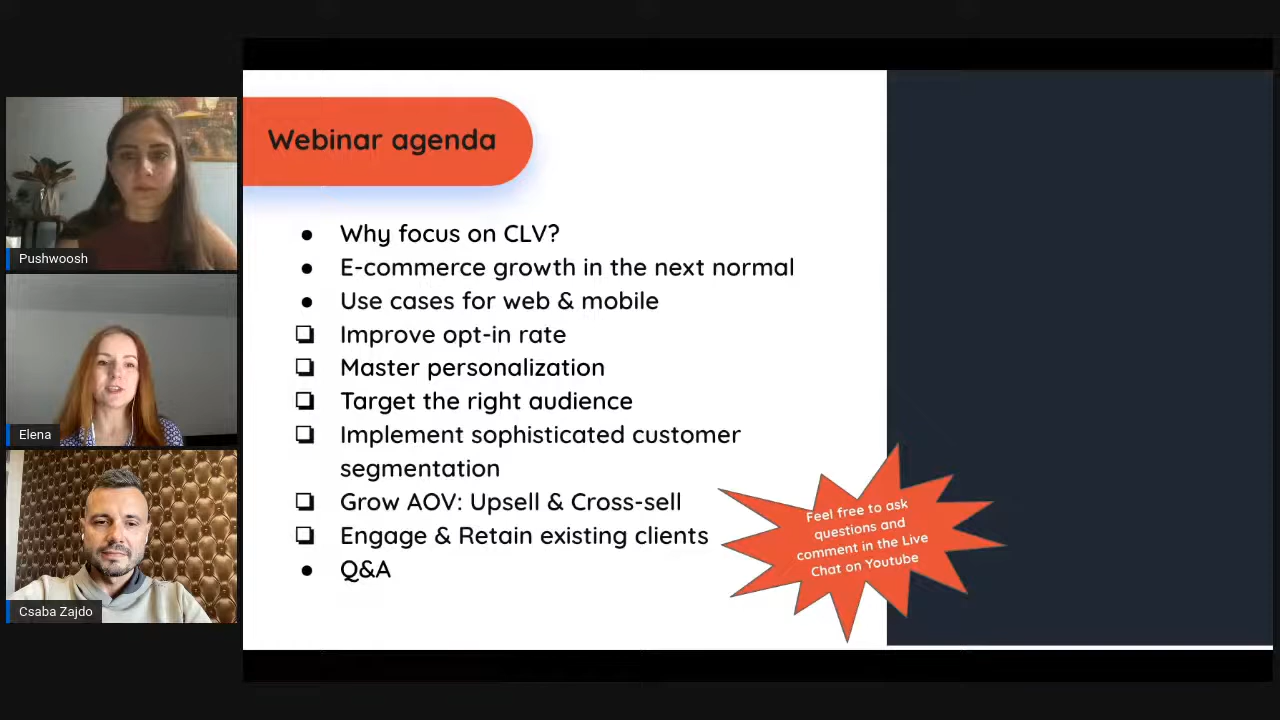 Pushwoosh
Elena
Csaba Zajdo
Webinar agenda
● Why focus on CLV?
● E-commerce growth in the next normal
● Use cases for web & mobile
❏ Improve opt-in rate
❏ Master personalization
❏ Target the right audience
❏ Implement sophisticated customer
segmentation
❏ Grow AOV: Upsell & Cross-sell
❏ Engage & Retain existing clients
● Q&A
Feel free to ask
questions and
comment in the Live
Chat on Youtube